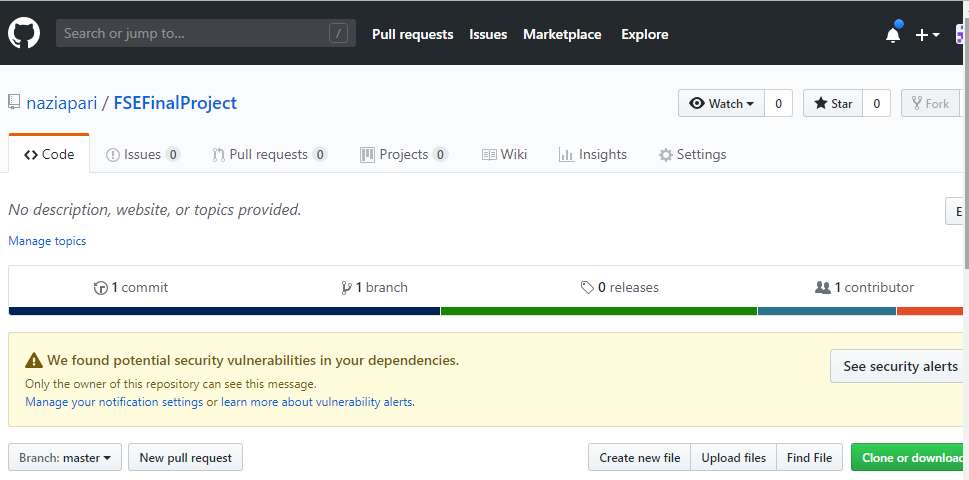 Search or jump to... / Pull requests Issues Marketplace Explore
naziapari / FSEFinalProject Watch 0 Star 0 Fork
Code Issues 0 Pull requests 0 Projects 0 Wiki Insights Settings
No description, website, or topics provided. E
Manage topics
1 commit 1 branch 0 releases 1 contributor
We found potential security vulnerabilities in your dependencies. See security alerts
Only the owner of this repository can see this message.
Manage your notification settings or learn more about vulnerability alerts.
Branch: master New pull request Create new file Upload files Find File Clone or download